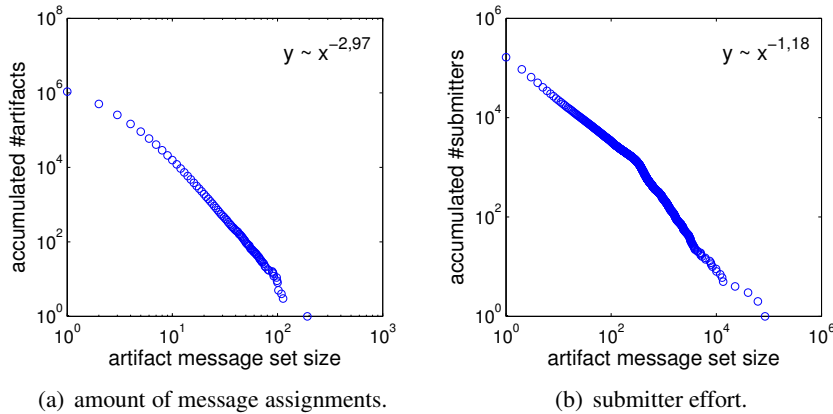 10^8
10^6
10^4
10^2
10^0
10^0 10^1 10^2 10^3
accumulated #artifacts
artifact message set size
y ~ x^−2,97
(a) amount of message assignments.
10^6
10^4
10^2
10^0
10^0 10^2 10^4 10^6
accumulated #submitters
artifact message set size
y ~ x^−1,18
(b) submitter effort.